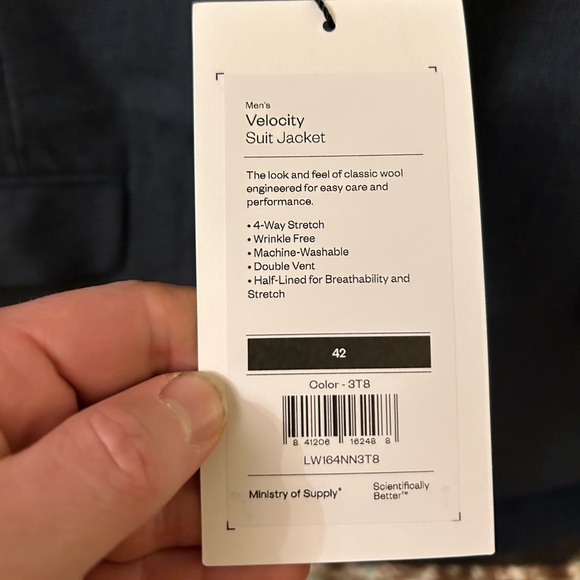 Men's
Velocity
Suit Jacket
The look and feel of classic wool
engineered for easy care and
performance.
• 4-Way Stretch
• Wrinkle Free
• Machine-Washable
• Double Vent
• Half-Lined for Breathability and
Stretch
42
Color - 3T8
8 41206 16248 8
LW164NN3T8
Ministry of Supply® Scientifically
Better™